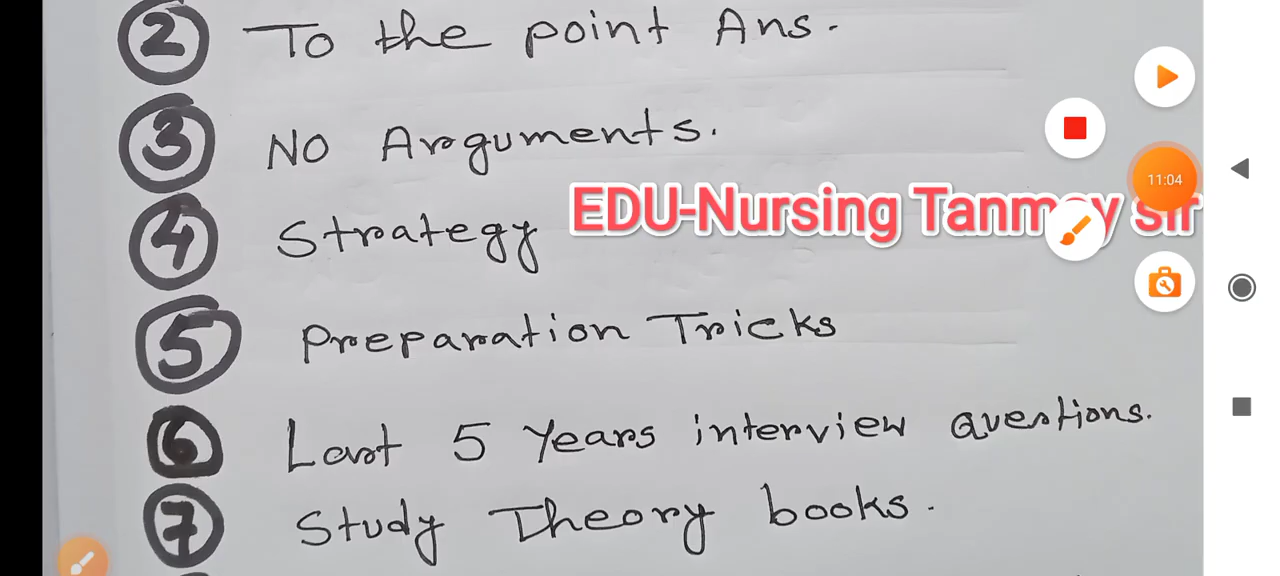 2 To the point Ans.
3 No Arguments.
EDU-Nursing Tanmoy sir
4 Strategy
11:04
5 Preparation Tricks
6 Last 5 Years interview questions.
7 Study Theory books.